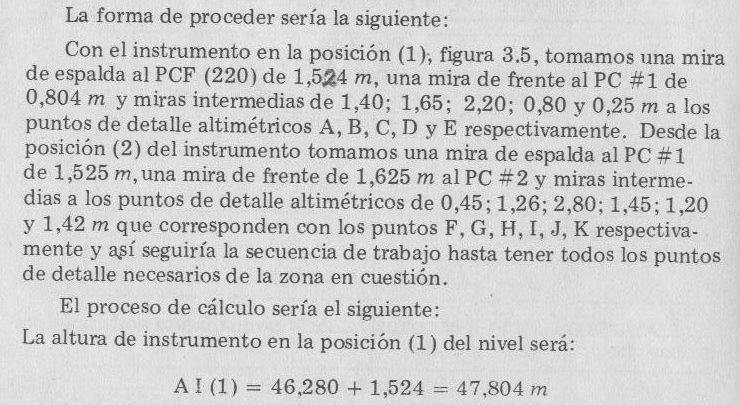 La forma de proceder sería la siguiente:
Con el instrumento en la posición (1), figura 3.5, tomamos una mira
de espalda al PCF (220) de 1,524 m, una mira de frente al PC #1 de
0,804 m y miras intermedias de 1,40; 1,65; 2,20; 0,80 y 0,25 m a los
puntos de detalle altimétricos A, B, C, D y E respectivamente. Desde la
posición (2) del instrumento tomamos una mira de espalda al PC #1
de 1,525 m, una mira de frente de 1,625 m al PC #2 y miras interme-
dias a los puntos de detalle altimétricos de 0,45; 1,26; 2,80; 1,45; 1,20
y 1,42 m que corresponden con los puntos F, G, H, I, J, K respectiva-
mente y así seguiría la secuencia de trabajo hasta tener todos los puntos
de detalle necesarios de la zona en cuestión.
El proceso de cálculo sería el siguiente:
La altura de instrumento en la posición (1) del nivel será:
A I (1) = 46,280 + 1,524 = 47,804 m